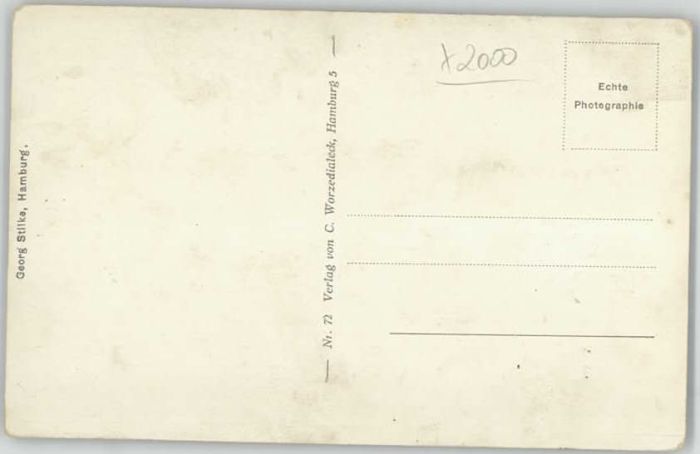 Georg Stilke, Hamburg.
Nr. 72 Verlag von C. Worzedialeck, Hamburg 5
x2000
Echte
Photographie